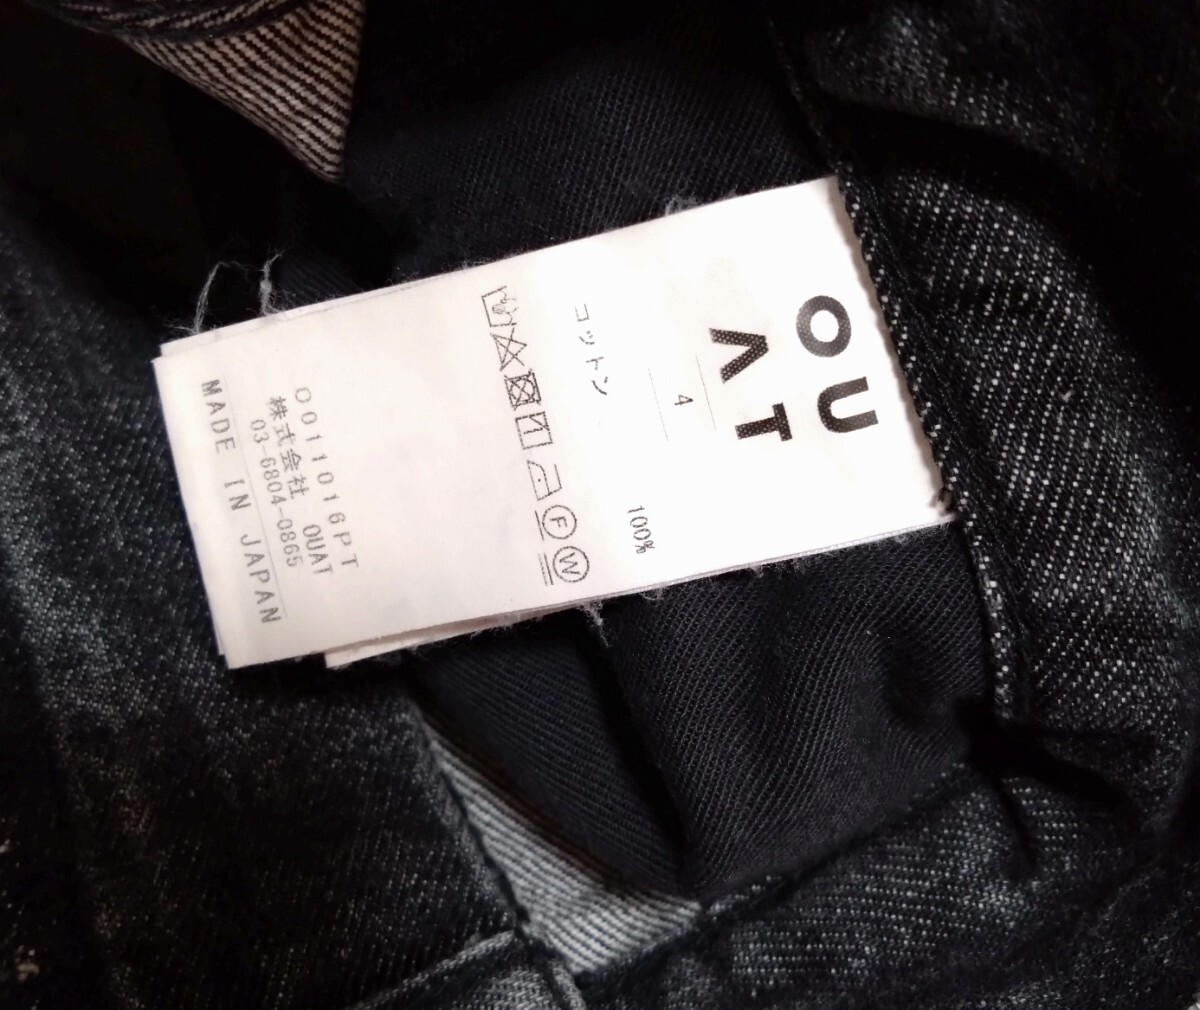 OU
AT
4
コットン 100%
F W
OO11016PT
株式会社 OUAT
03-6804-0865
MADE IN JAPAN